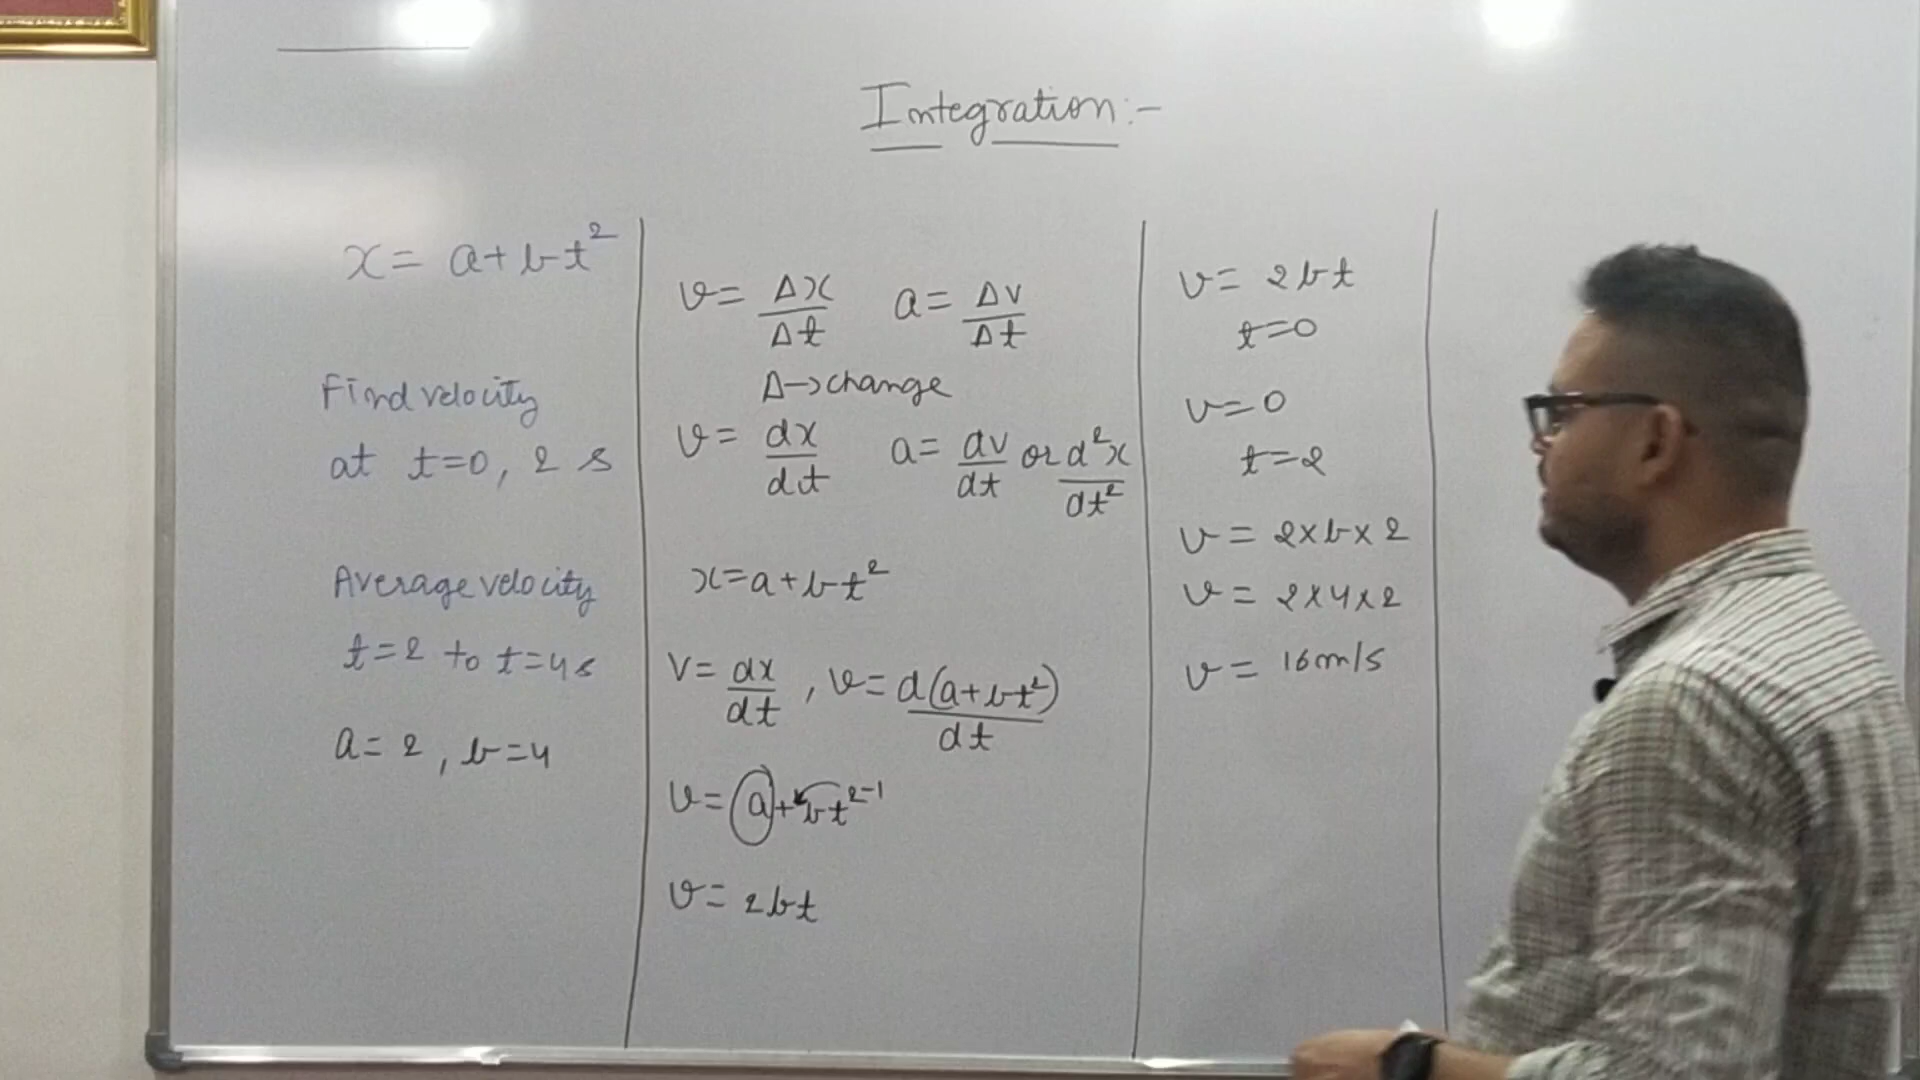 Integration:-
x = a + bt²
Find velocity
at t=0, 2 s
Average velocity
t=2 to t=4s
a=2, b=4
v = Δx/Δt   a = Δv/Δt
Δ→change
v = dx/dt   a = dv/dt or d²x/dt²
x=a+bt²
v = dx/dt , v = d(a+bt²)/dt
v = a+bt²⁻¹
v = 2bt
v = 2bt
t=0
v=0
t=2
v = 2×b×2
v = 2×4×2
v = 16m/s